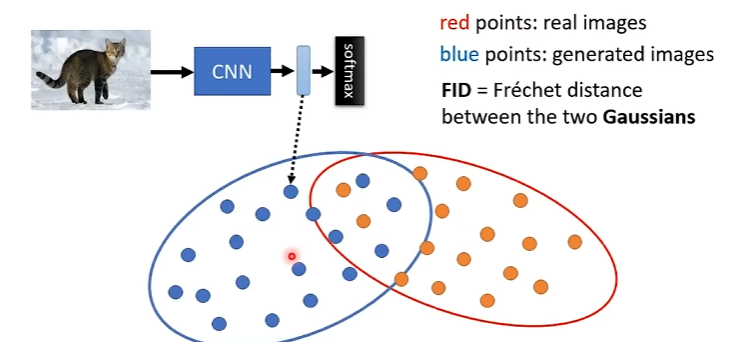 CNN
softmax
red points: real images
blue points: generated images
FID = Fréchet distance
between the two Gaussians